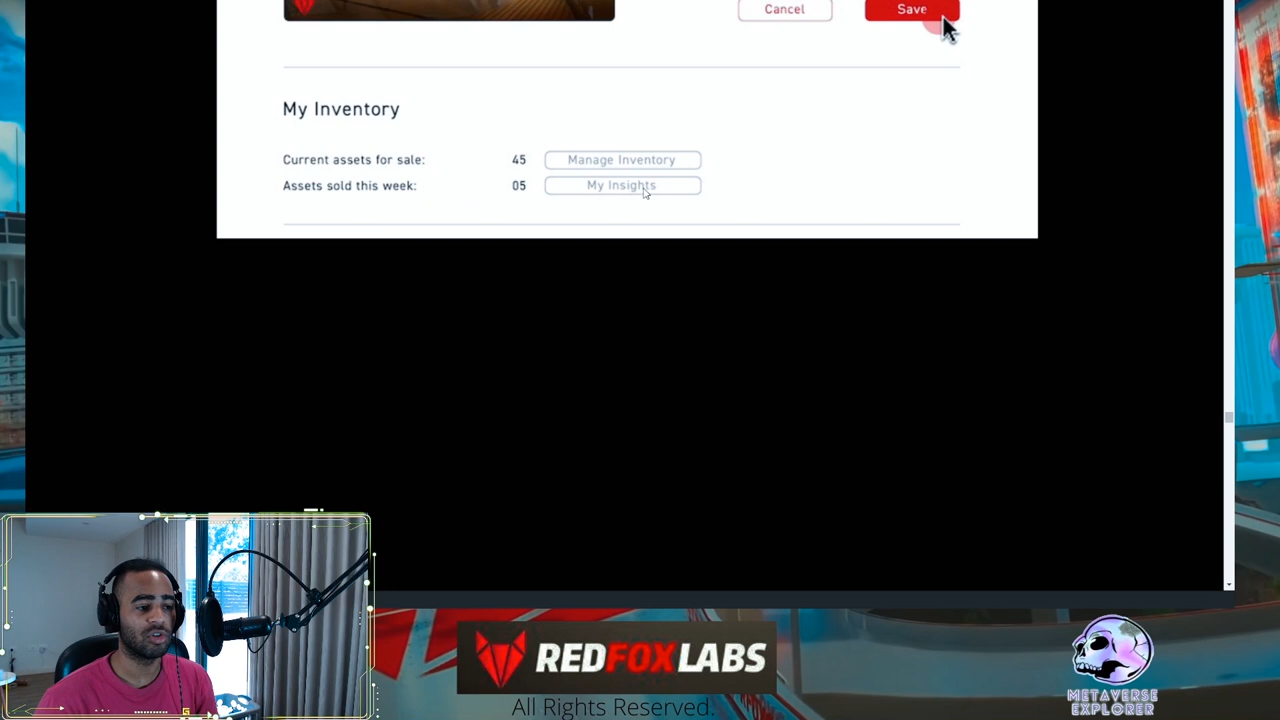 Cancel Save
My Inventory
Current assets for sale: 45 Manage Inventory
Assets sold this week: 05 My Insights
REDFOXLABS
All Rights Reserved.
METAVERSE
EXPLORER